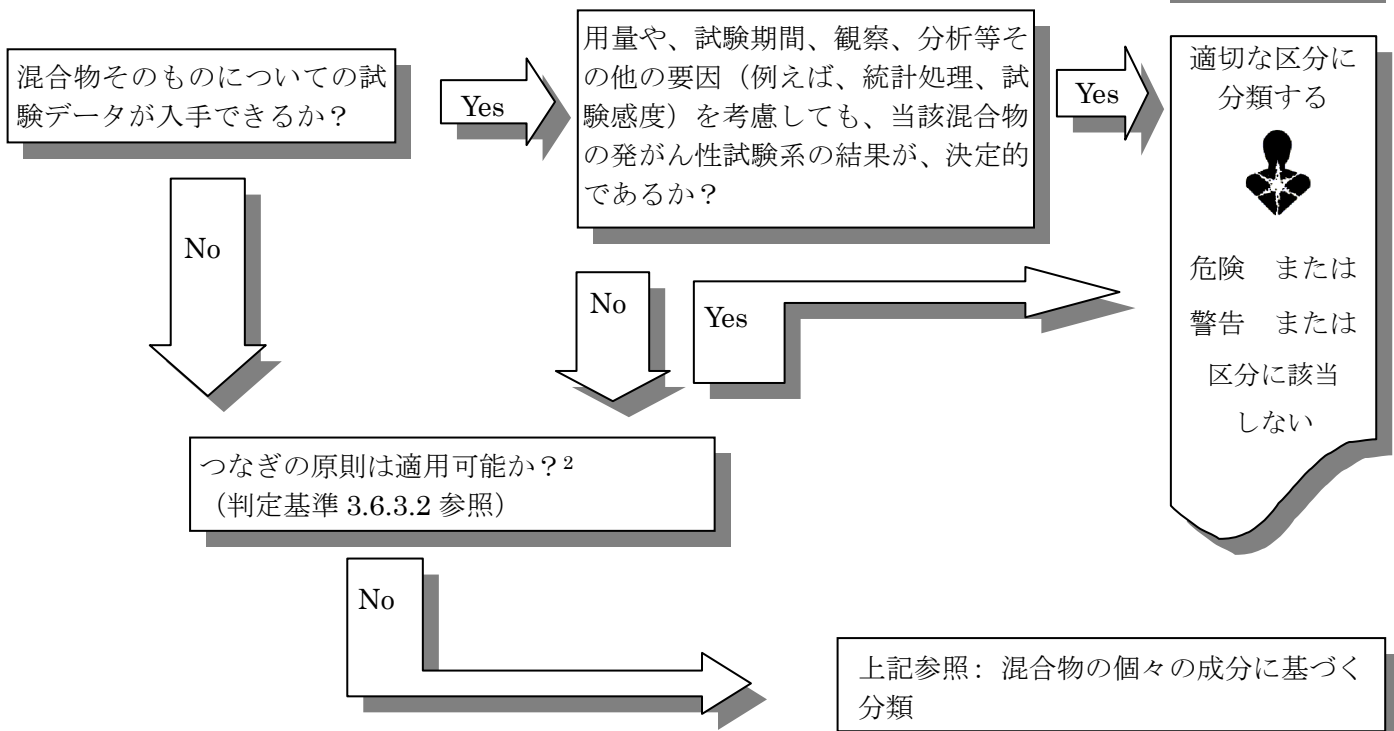 混合物そのものについての試
験データが入手できるか？
Yes
用量や、試験期間、観察、分析等そ
の他の要因（例えば、統計処理、試
験感度）を考慮しても、当該混合物
の発がん性試験系の結果が、決定的
であるか？
Yes
適切な区分に
分類する
危険　または
警告　または
区分に該当
しない
No
No
Yes
つなぎの原則は適用可能か？2
（判定基準 3.6.3.2 参照）
No
上記参照：混合物の個々の成分に基づく
分類